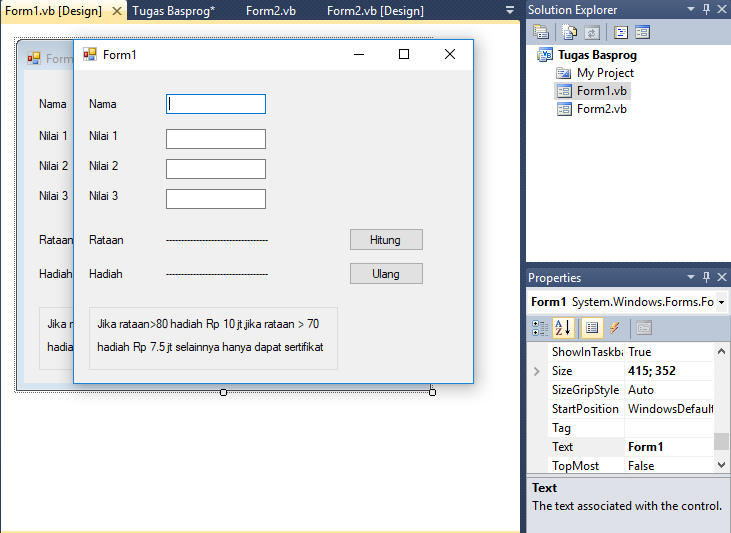 Form1.vb [Design]
Tugas Basprog*
Form2.vb
Form2.vb [Design]
Form
Form1
Nama
Nama
Nilai 1
Nilai 1
Nilai 2
Nilai 2
Nilai 3
Nilai 3
Rataan
Rataan
----------------------------------
Hitung
Hadiah
Hadiah
----------------------------------
Ulang
Jika r
Jika rataan>80 hadiah Rp 10 jt,jika rataan > 70
hadia
hadiah Rp 7.5 jt selainnya hanya dapat sertifikat
Solution Explorer
Tugas Basprog
My Project
Form1.vb
Form2.vb
Properties
Form1 System.Windows.Forms.Fo
ShowInTaskba True
Size 415; 352
SizeGripStyle Auto
StartPosition WindowsDefault
Tag
Text Form1
TopMost False
Text
The text associated with the control.